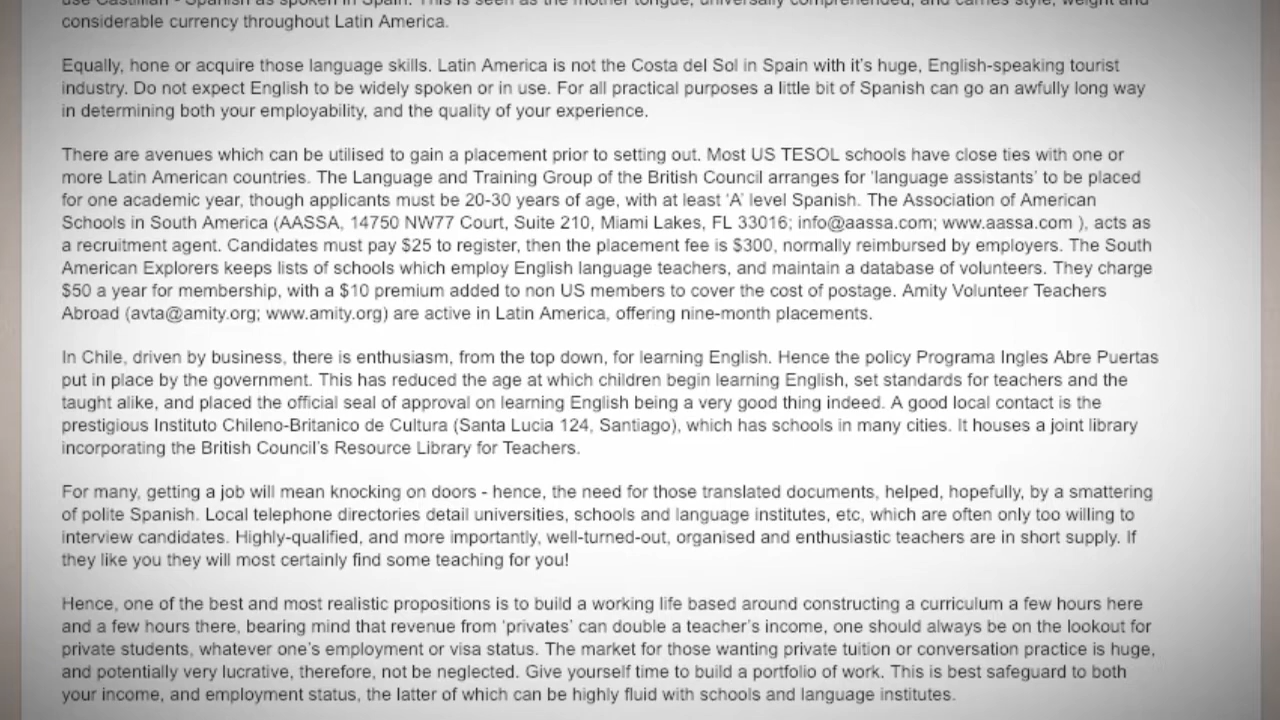 use Castilian - Spanish as spoken in Spain. This is seen as the mother tongue, universally comprehended, and carries style, weight and
considerable currency throughout Latin America.
Equally, hone or acquire those language skills. Latin America is not the Costa del Sol in Spain with it's huge, English-speaking tourist
industry. Do not expect English to be widely spoken or in use. For all practical purposes a little bit of Spanish can go an awfully long way
in determining both your employability, and the quality of your experience.
There are avenues which can be utilised to gain a placement prior to setting out. Most US TESOL schools have close ties with one or
more Latin American countries. The Language and Training Group of the British Council arranges for 'language assistants' to be placed
for one academic year, though applicants must be 20-30 years of age, with at least 'A' level Spanish. The Association of American
Schools in South America (AASSA, 14750 NW77 Court, Suite 210, Miami Lakes, FL 33016; info@aassa.com; www.aassa.com ), acts as
a recruitment agent. Candidates must pay $25 to register, then the placement fee is $300, normally reimbursed by employers. The South
American Explorers keeps lists of schools which employ English language teachers, and maintain a database of volunteers. They charge
$50 a year for membership, with a $10 premium added to non US members to cover the cost of postage. Amity Volunteer Teachers
Abroad (avta@amity.org; www.amity.org) are active in Latin America, offering nine-month placements.
In Chile, driven by business, there is enthusiasm, from the top down, for learning English. Hence the policy Programa Ingles Abre Puertas
put in place by the government. This has reduced the age at which children begin learning English, set standards for teachers and the
taught alike, and placed the official seal of approval on learning English being a very good thing indeed. A good local contact is the
prestigious Instituto Chileno-Britanico de Cultura (Santa Lucia 124, Santiago), which has schools in many cities. It houses a joint library
incorporating the British Council's Resource Library for Teachers.
For many, getting a job will mean knocking on doors - hence, the need for those translated documents, helped, hopefully, by a smattering
of polite Spanish. Local telephone directories detail universities, schools and language institutes, etc, which are often only too willing to
interview candidates. Highly-qualified, and more importantly, well-turned-out, organised and enthusiastic teachers are in short supply. If
they like you they will most certainly find some teaching for you!
Hence, one of the best and most realistic propositions is to build a working life based around constructing a curriculum a few hours here
and a few hours there, bearing mind that revenue from 'privates' can double a teacher's income, one should always be on the lookout for
private students, whatever one's employment or visa status. The market for those wanting private tuition or conversation practice is huge,
and potentially very lucrative, therefore, not be neglected. Give yourself time to build a portfolio of work. This is best safeguard to both
your income, and employment status, the latter of which can be highly fluid with schools and language institutes.